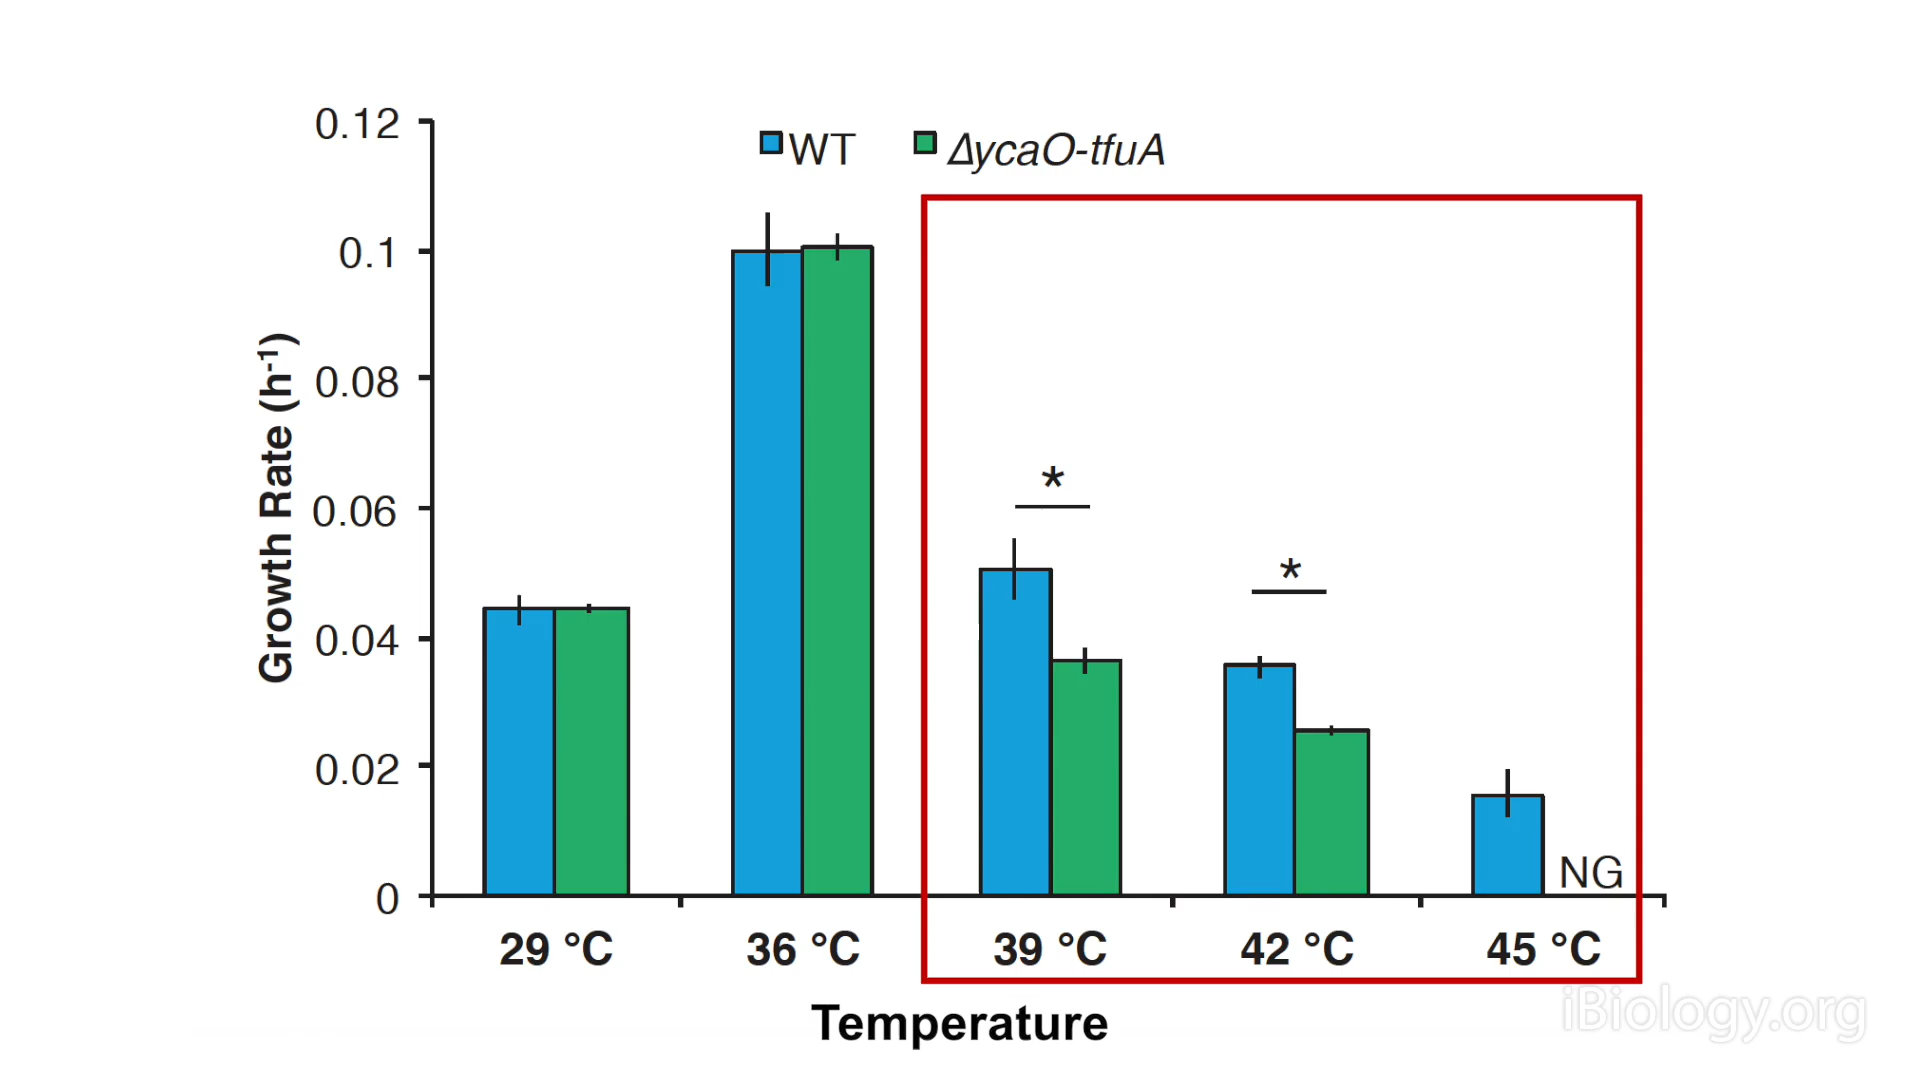 0.12
WT
ΔycaO-tfuA
0.1
0.08
0.06
0.04
0.02
0
Growth Rate (h-1)
*
*
NG
29 °C
36 °C
39 °C
42 °C
45 °C
Temperature
iBiology.org